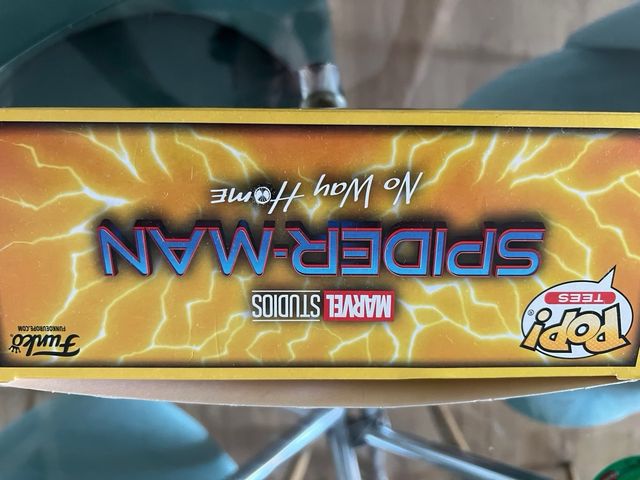 POP!®
TEES
MARVEL STUDIOS
SPIDER-MAN
No Way Home
Funko®
FUNKOEUROPE.COM